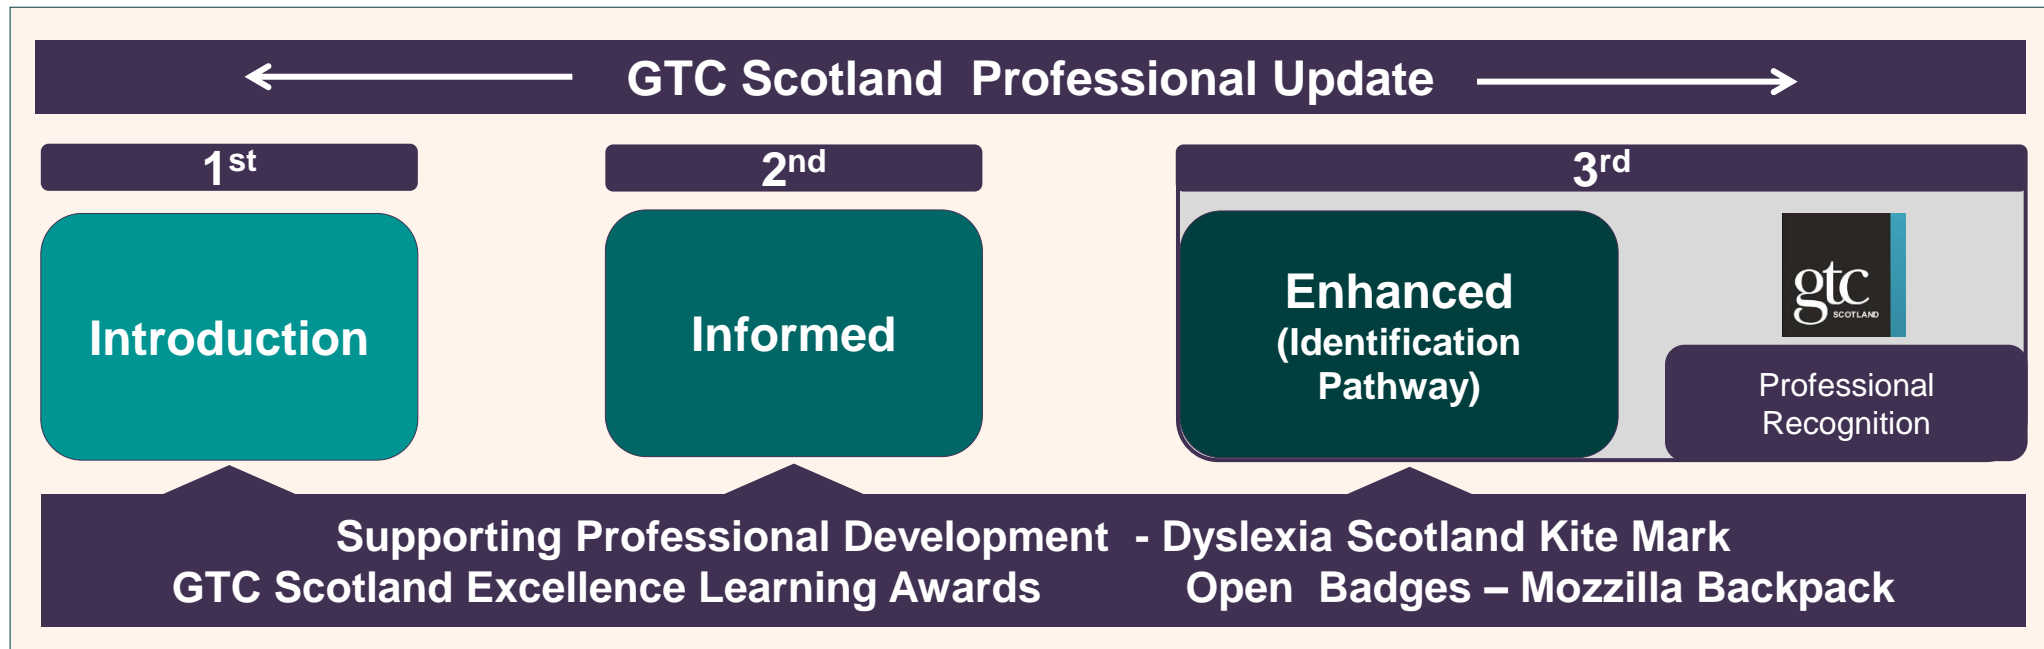 GTC Scotland  Professional Update
1st
2nd
3rd
Introduction
Informed
Enhanced
(Identification
Pathway)
gtc
SCOTLAND
Professional
Recognition
Supporting Professional Development  - Dyslexia Scotland Kite Mark
GTC Scotland Excellence Learning Awards Open  Badges – Mozzilla Backpack